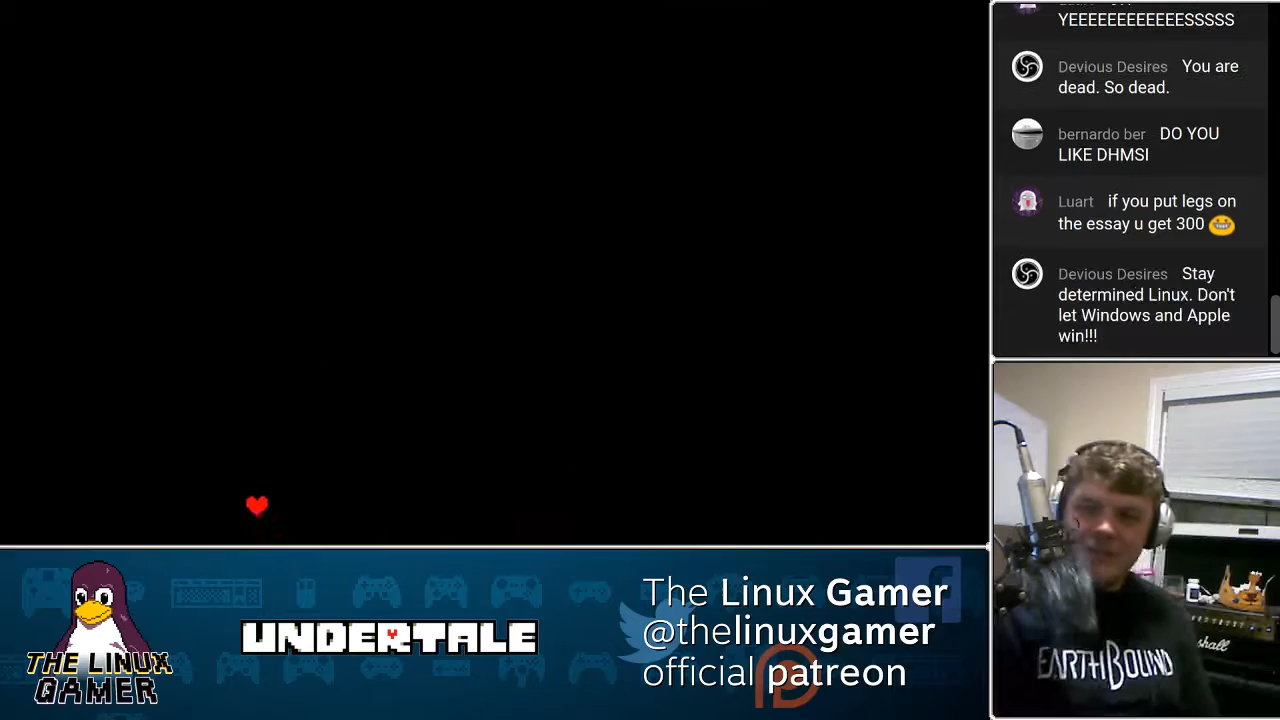 YEEEEEEEEEEEESSSSS
Devious Desires You are
dead. So dead.
bernardo ber DO YOU
LIKE DHMSI
Luart if you put legs on
the essay u get 300
Devious Desires Stay
determined Linux. Don't
let Windows and Apple
win!!!
THE LINUX
GAMER
UNDERTALE
The Linux Gamer
@thelinuxgamer
official patreon
EARTHBOUND
Marshall